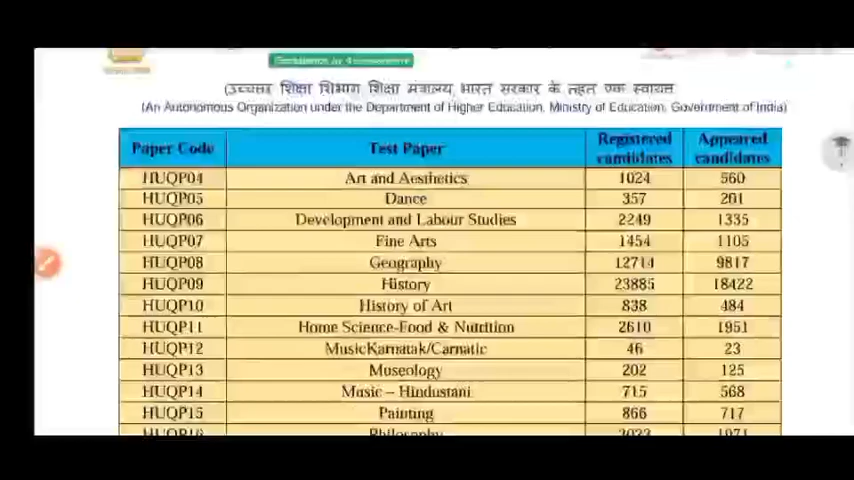 (उच्चतर शिक्षा विभाग शिक्षा मंत्रालय, भारत सरकार के तहत एक स्वायत्त
(An Autonomous Organization under the Department of Higher Education, Ministry of Education, Government of India)
Paper Code Test Paper Registered candidates Appeared candidates
HUQP04 Art and Aesthetics 1024 560
HUQP05 Dance 357 261
HUQP06 Development and Labour Studies 2249 1335
HUQP07 Fine Arts 1454 1105
HUQP08 Geography 12714 9817
HUQP09 History 23885 18422
HUQP10 History of Art 838 484
HUQP11 Home Science-Food & Nutrition 2610 1951
HUQP12 MusicKarnatak/Carnatic 46 23
HUQP13 Museology 202 125
HUQP14 Music – Hindustani 715 568
HUQP15 Painting 866 717
HUQP16 Philosophy